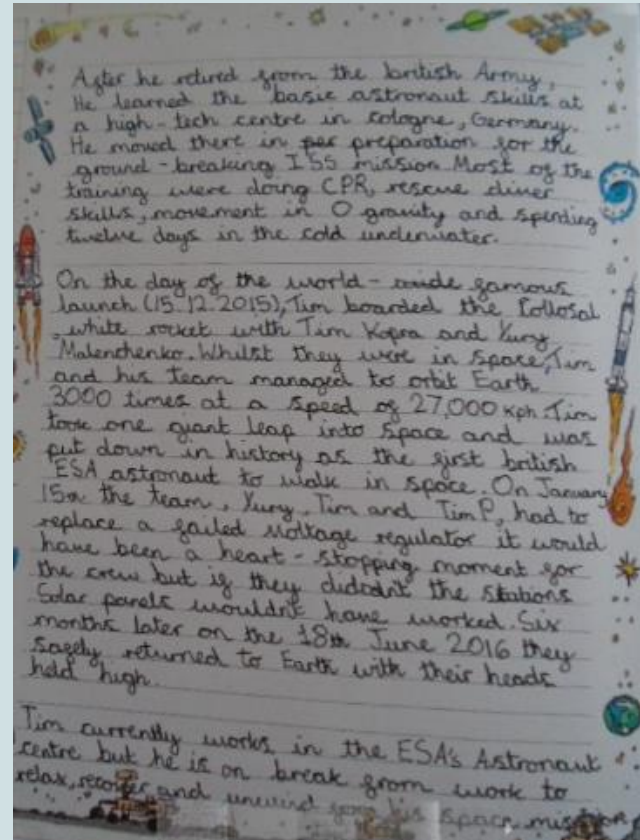 After he retired from the british Army,
He learned the basic astronaut skills at
a high-tech centre in cologne, Germany.
He moved there in per preparation for the
ground-breaking ISS mission Most of the
training were doing CPR, rescue diver
skills, movement in 0 gravity and spending
twelve days in the cold underwater.
On the day of the world-wide famous
launch (15.12.2015), Tim boarded the Collosal
white rocket with Tim Kopra and Yury
Malenchenko. Whilst they were in space, Tim
and his team managed to orbit Earth
3000 times at a speed of 27,000 kph. Tim
took one giant leap into space and was
put down in history as the first british
ESA astronaut to walk in space. On January
15th the team, Yury, Tim and Tim P, had to
replace a failed voltage regulator it would
have been a heart-stopping moment for
the crew but if they didodn't the stations
Solar panels wouldn't have worked. Six
months later on the 18th June 2016 they
safely returned to Earth with their heads
held high.
Tim currently works in the ESA's Astronaut
centre but he is on break from work to
relax, recover and unwind his space mission